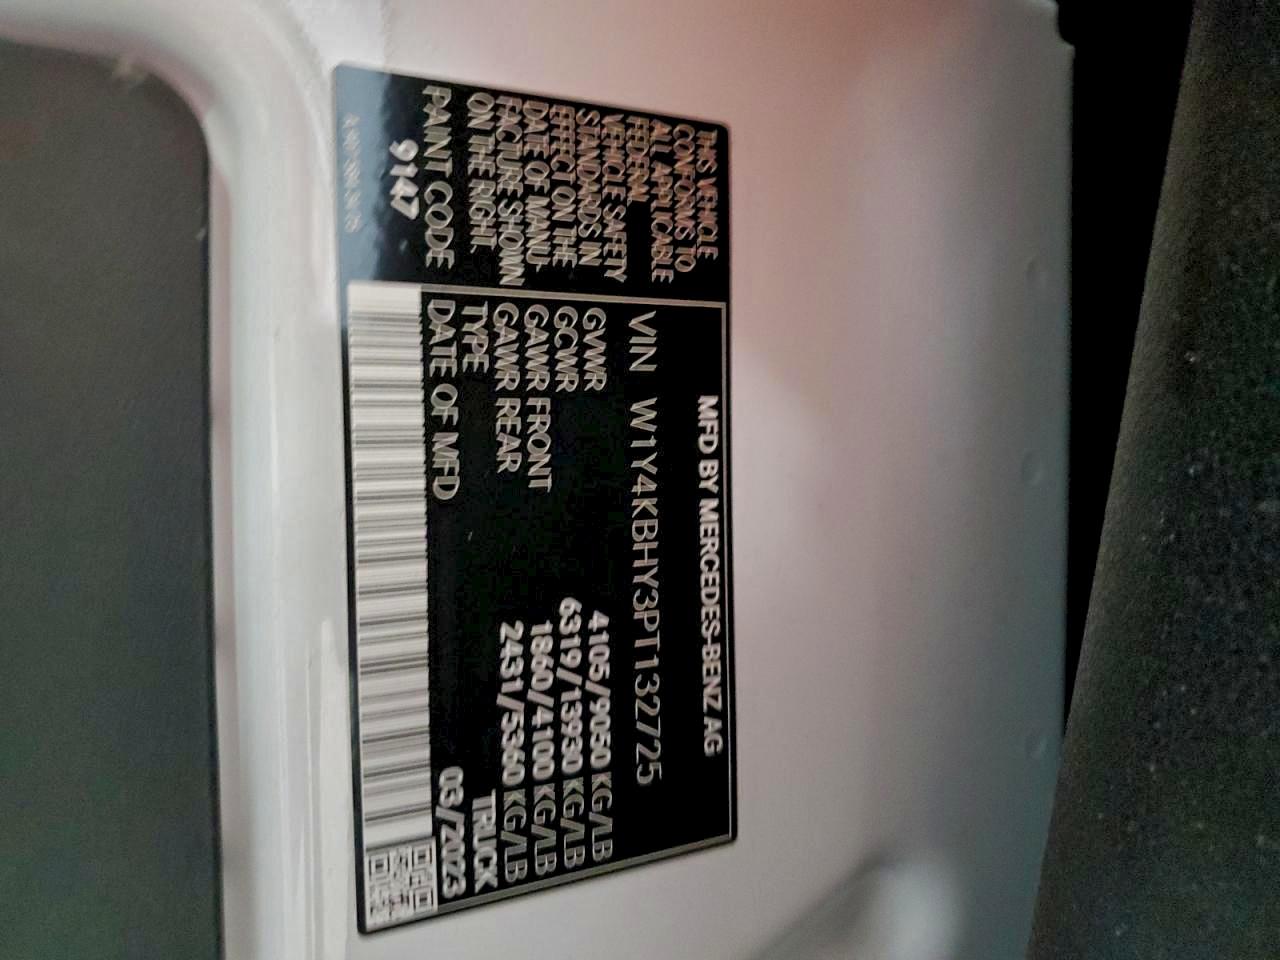 THIS VEHICLE
CONFORMS TO
ALL APPLICABLE
FEDERAL
VEHICLE SAFETY
STANDARDS IN
EFFECT ON THE
DATE OF MANU-
FACTURE SHOWN
ON THE RIGHT.
PAINT CODE
9147
MFD BY MERCEDES-BENZ AG
VIN W1Y4KBHY3PT132725
GVWR 4105/9050 KG/LB
GCWR 6319/13930 KG/LB
GAWR FRONT 1860/4100 KG/LB
GAWR REAR 2431/5360 KG/LB
TYPE TRUCK
DATE OF MFD 03/2023